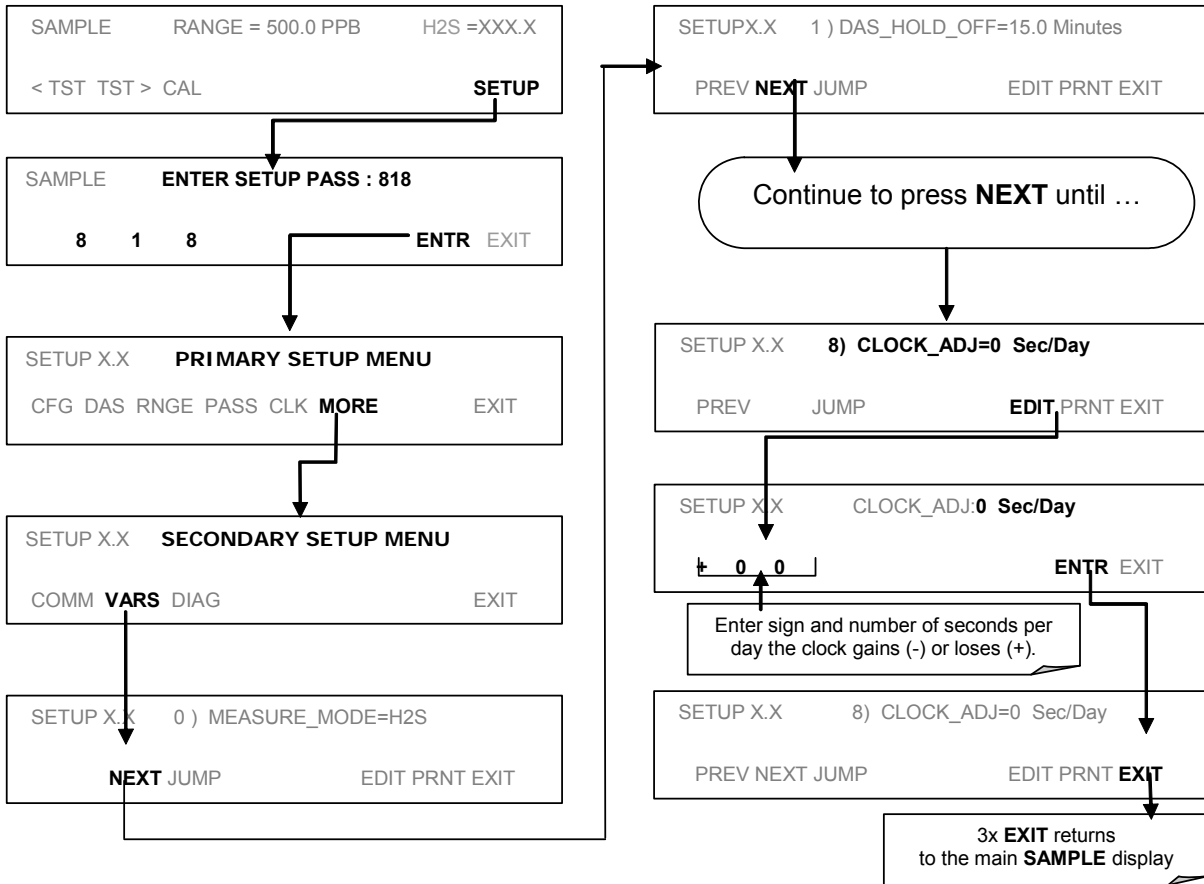 SAMPLE RANGE = 500.0 PPB H2S =XXX.X
< TST TST > CAL SETUP
SAMPLE ENTER SETUP PASS : 818
8 1 8 ENTR EXIT
SETUP X.X PRIMARY SETUP MENU
CFG DAS RNGE PASS CLK MORE EXIT
SETUP X.X SECONDARY SETUP MENU
COMM VARS DIAG EXIT
SETUP X.X 0 ) MEASURE_MODE=H2S
NEXT JUMP EDIT PRNT EXIT
SETUPX.X 1 ) DAS_HOLD_OFF=15.0 Minutes
PREV NEXT JUMP EDIT PRNT EXIT
Continue to press NEXT until …
SETUP X.X 8) CLOCK_ADJ=0 Sec/Day
PREV JUMP EDIT PRNT EXIT
SETUP X.X CLOCK_ADJ:0 Sec/Day
+ 0 0 ENTR EXIT
Enter sign and number of seconds per
day the clock gains (-) or loses (+).
SETUP X.X 8) CLOCK_ADJ=0 Sec/Day
PREV NEXT JUMP EDIT PRNT EXIT
3x EXIT returns
to the main SAMPLE display